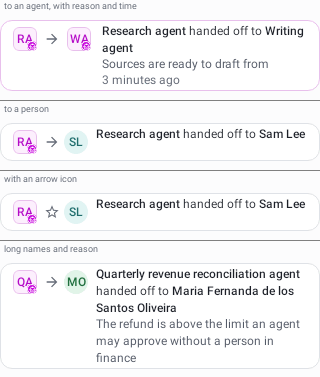 to an agent, with reason and time
RA WA Research agent handed off to Writing
agent
Sources are ready to draft from
3 minutes ago
to a person
RA SL Research agent handed off to Sam Lee
with an arrow icon
RA SL Research agent handed off to Sam Lee
long names and reason
QA MO Quarterly revenue reconciliation agent
handed off to Maria Fernanda de los
Santos Oliveira
The refund is above the limit an agent
may approve without a person in
finance